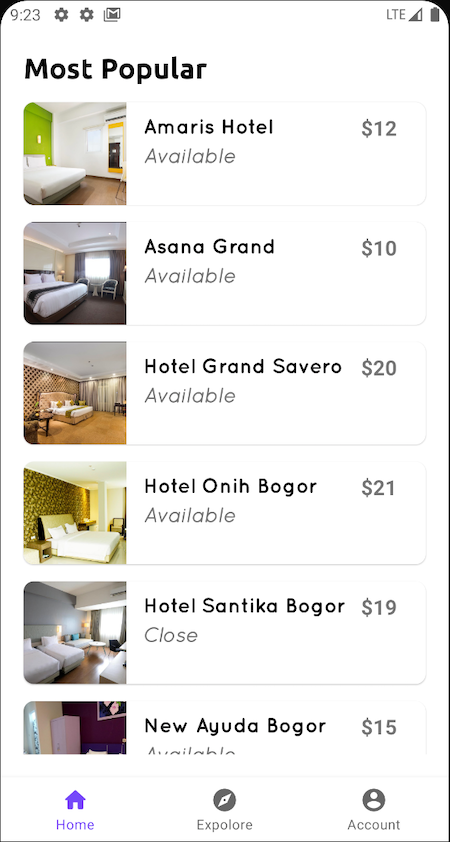 9:23
LTE
Most Popular
Amaris Hotel
$12
Available
Asana Grand
$10
Available
Hotel Grand Savero
$20
Available
Hotel Onih Bogor
$21
Available
Hotel Santika Bogor
$19
Close
New Ayuda Bogor
$15
Available
Home
Expolore
Account